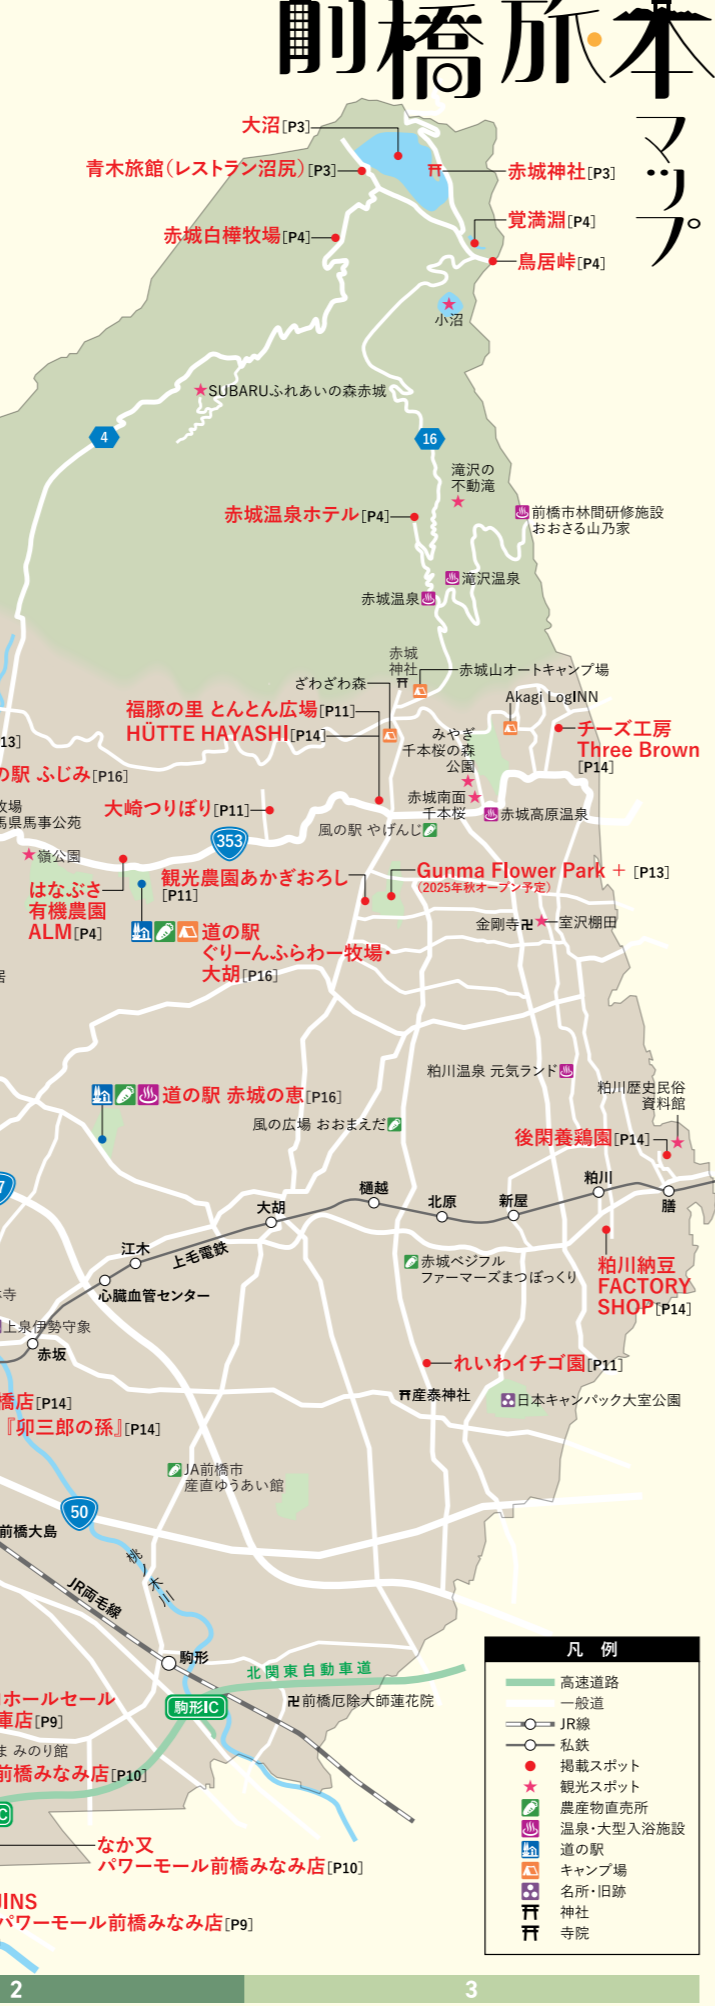 前橋旅・本
マップ
大沼[P3]
青木旅館(レストラン沼尻)[P3]
赤城神社[P3]
赤城白樺牧場[P4]
覚満淵[P4]
鳥居峠[P4]
小沼
SUBARUふれあいの森赤城
4
16
滝沢の
不動滝
赤城温泉ホテル[P4]
前橋市林間研修施設
おおさる山乃家
滝沢温泉
赤城温泉
赤城
神社
赤城山オートキャンプ場
ざわざわ森
Akagi LogINN
福豚の里 とんとん広場[P11]
HÜTTE HAYASHI[P14]
チーズ工房
Three Brown
[P14]
みやぎ
千本桜の森
公園
13]
の駅 ふじみ[P16]
牧場
馬県馬事公苑
大崎つりぼり[P11]
赤城南面
千本桜
赤城高原温泉
風の駅 やげんじ
353
嶺公園
はなぶさ
有機農園
ALM[P4]
観光農園あかぎおろし
[P11]
Gunma Flower Park +[P13]
(2025年秋オープン予定)
金剛寺卍
室沢棚田
道の駅
ぐりーんふらわー牧場・
大胡[P16]
居
粕川温泉 元気ランド
粕川歴史民俗
資料館
道の駅 赤城の恵[P16]
風の広場 おおまえだ
後閑養鶏園[P14]
7
大胡
樋越
北原
新屋
粕川
膳
江木
上毛電鉄
心臓血管センター
赤城ベジフル
ファーマーズまつぼっくり
粕川納豆
FACTORY
SHOP[P14]
寺
上泉伊勢守象
赤坂
れいわイチゴ園[P11]
産泰神社
日本キャンパック大室公園
橋店[P14]
『卯三郎の孫』[P14]
JA前橋市
産直ゆうあい館
50
前橋大島
桃ノ木川
JR両毛線
駒形
北関東自動車道
駒形IC
卍前橋厄除大師蓮花院
ホールセール
庫店[P9]
ま みのり館
前橋みなみ店[P10]
C
なか又
パワーモール前橋みなみ店[P10]
JINS
パワーモール前橋みなみ店[P9]
凡 例
高速道路
一般道
JR線
私鉄
掲載スポット
観光スポット
農産物直売所
温泉・大型入浴施設
道の駅
キャンプ場
名所・旧跡
神社
寺院
2
3